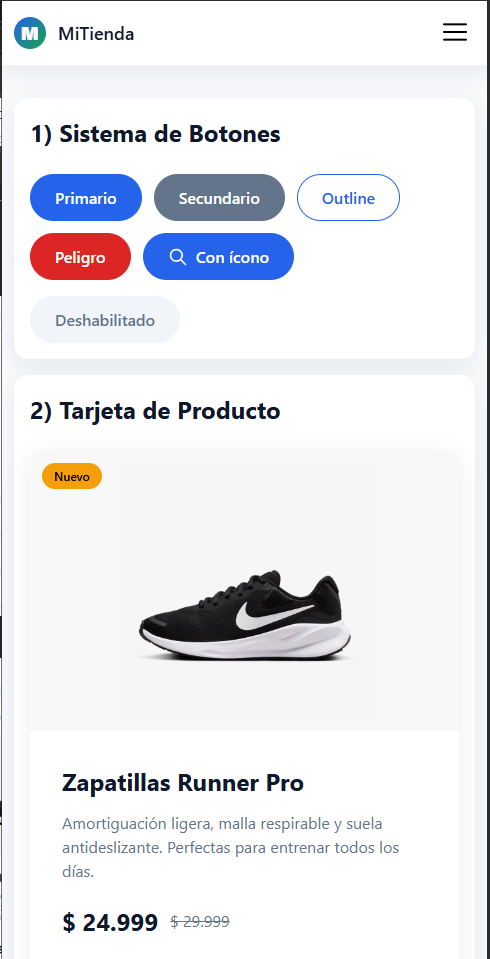 M MiTienda
1) Sistema de Botones
Primario Secundario Outline
Peligro Con ícono
Deshabilitado
2) Tarjeta de Producto
Nuevo
Zapatillas Runner Pro
Amortiguación ligera, malla respirable y suela
antideslizante. Perfectas para entrenar todos los
días.
$ 24.999 $ 29.999